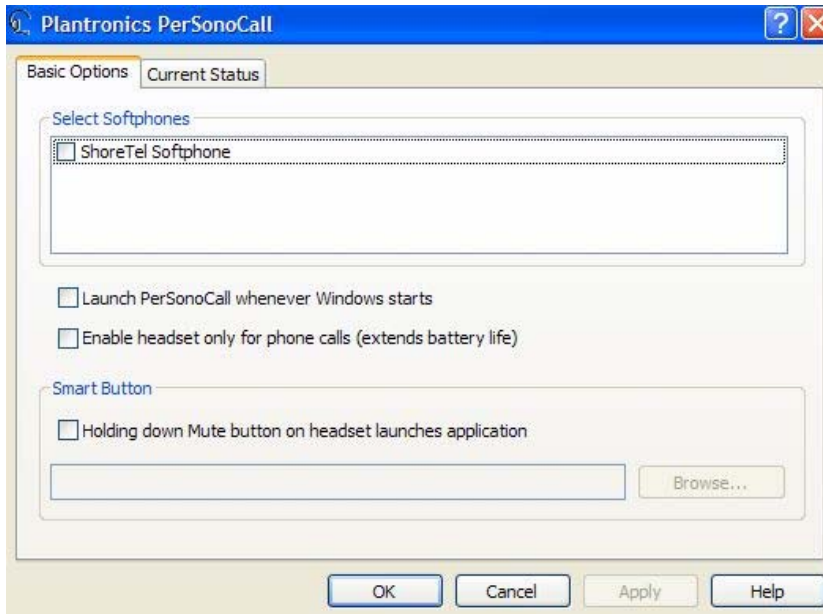 Plantronics PerSonoCall
Basic Options Current Status
Select Softphones
ShoreTel Softphone
Launch PerSonoCall whenever Windows starts
Enable headset only for phone calls (extends battery life)
Smart Button
Holding down Mute button on headset launches application
Browse...
OK Cancel Apply Help